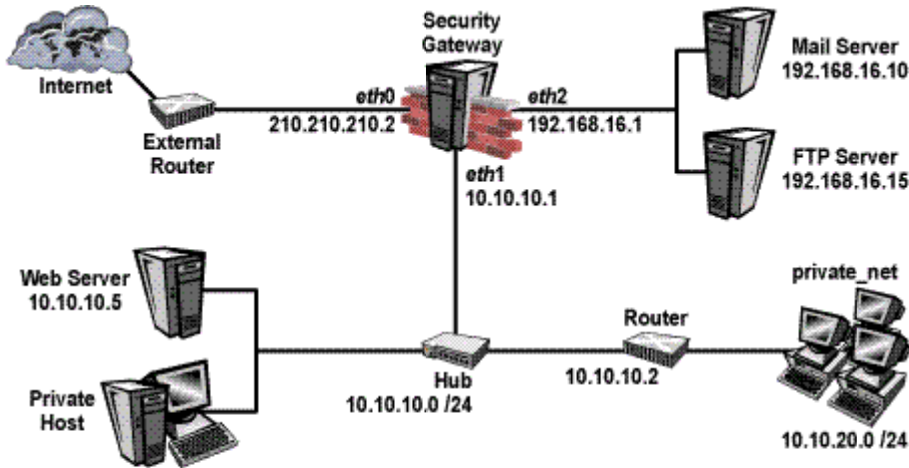 Internet
External
Router
Security
Gateway
eth0
210.210.210.2
eth2
192.168.16.1
eth1
10.10.10.1
Mail Server
192.168.16.10
FTP Server
192.168.16.15
Web Server
10.10.10.5
Private
Host
Hub
10.10.10.0 /24
Router
10.10.10.2
private_net
10.10.20.0 /24